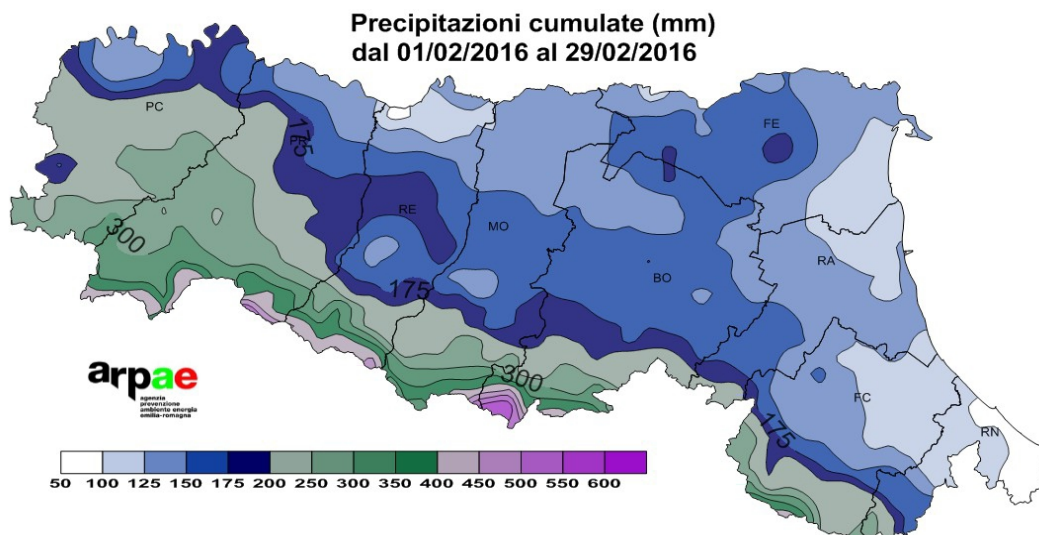 Precipitazioni cumulate (mm)
dal 01/02/2016 al 29/02/2016
PC
FE
175
RE
MO
300
BO
RA
175
300
FC
175
RN
arpae
agenzia
prevenzione
ambiente energia
emilia-romagna
50 100 125 150 175 200 250 300 350 400 450 500 550 600